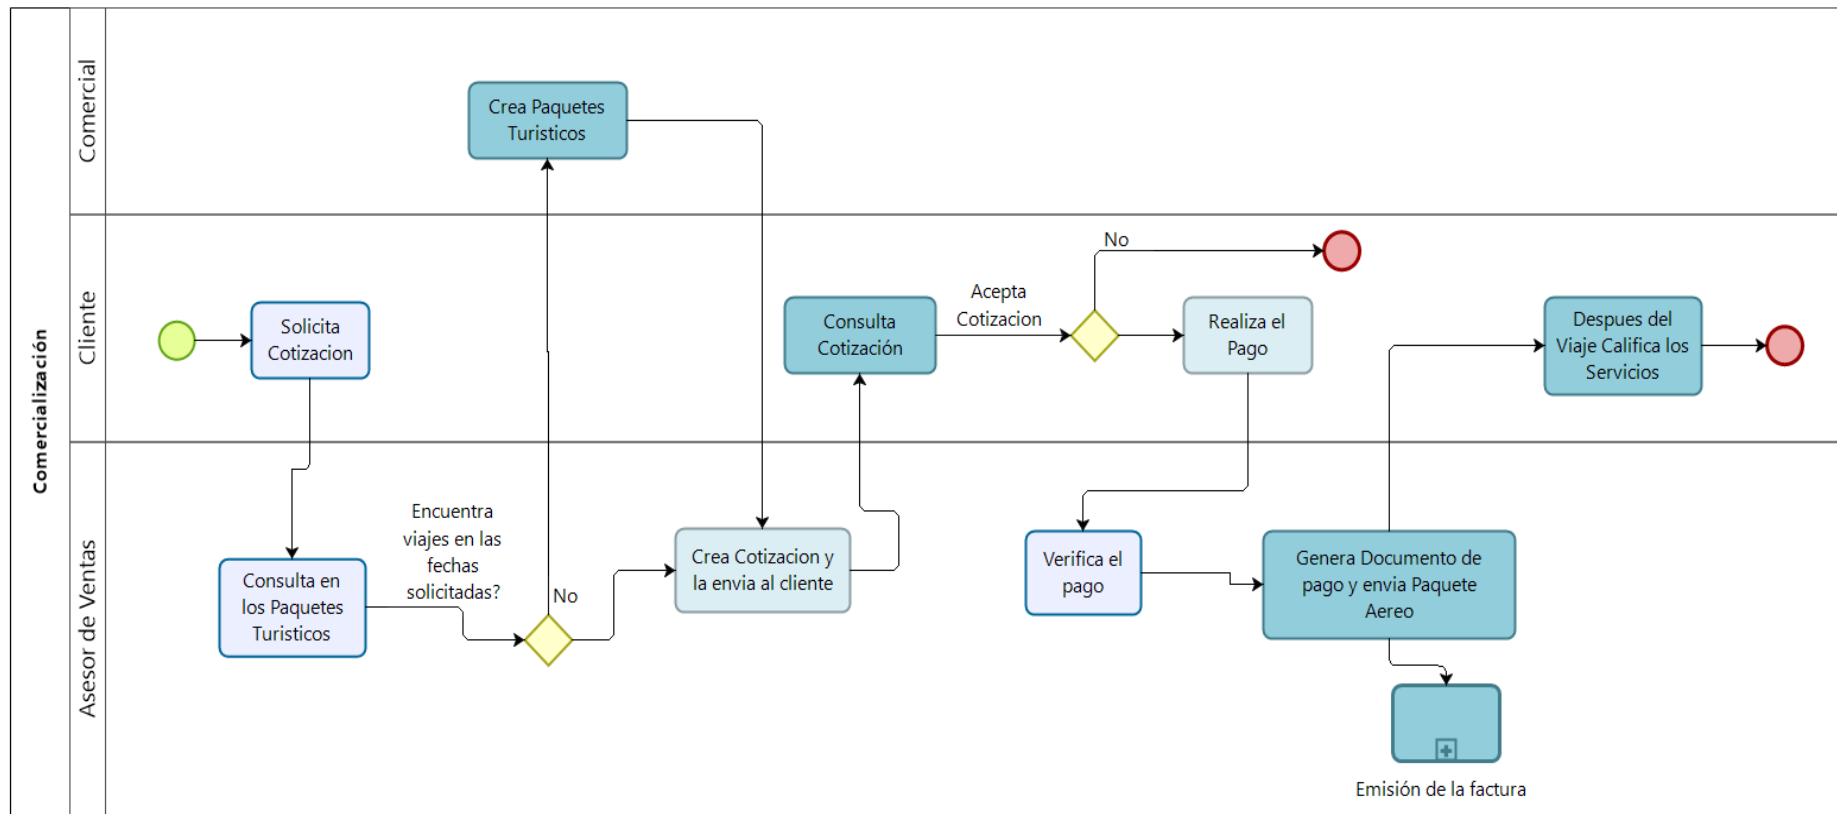 Comercialización
Comercial
Crea Paquetes
Turisticos
Cliente
Solicita
Cotizacion
Consulta
Cotización
Acepta
Cotizacion
No
Realiza el
Pago
Despues del
Viaje Califica los
Servicios
Asesor de Ventas
Consulta en
los Paquetes
Turisticos
Encuentra
viajes en las
fechas
solicitadas?
No
Crea Cotizacion y
la envia al cliente
Verifica el
pago
Genera Documento de
pago y envia Paquete
Aereo
Emisión de la factura